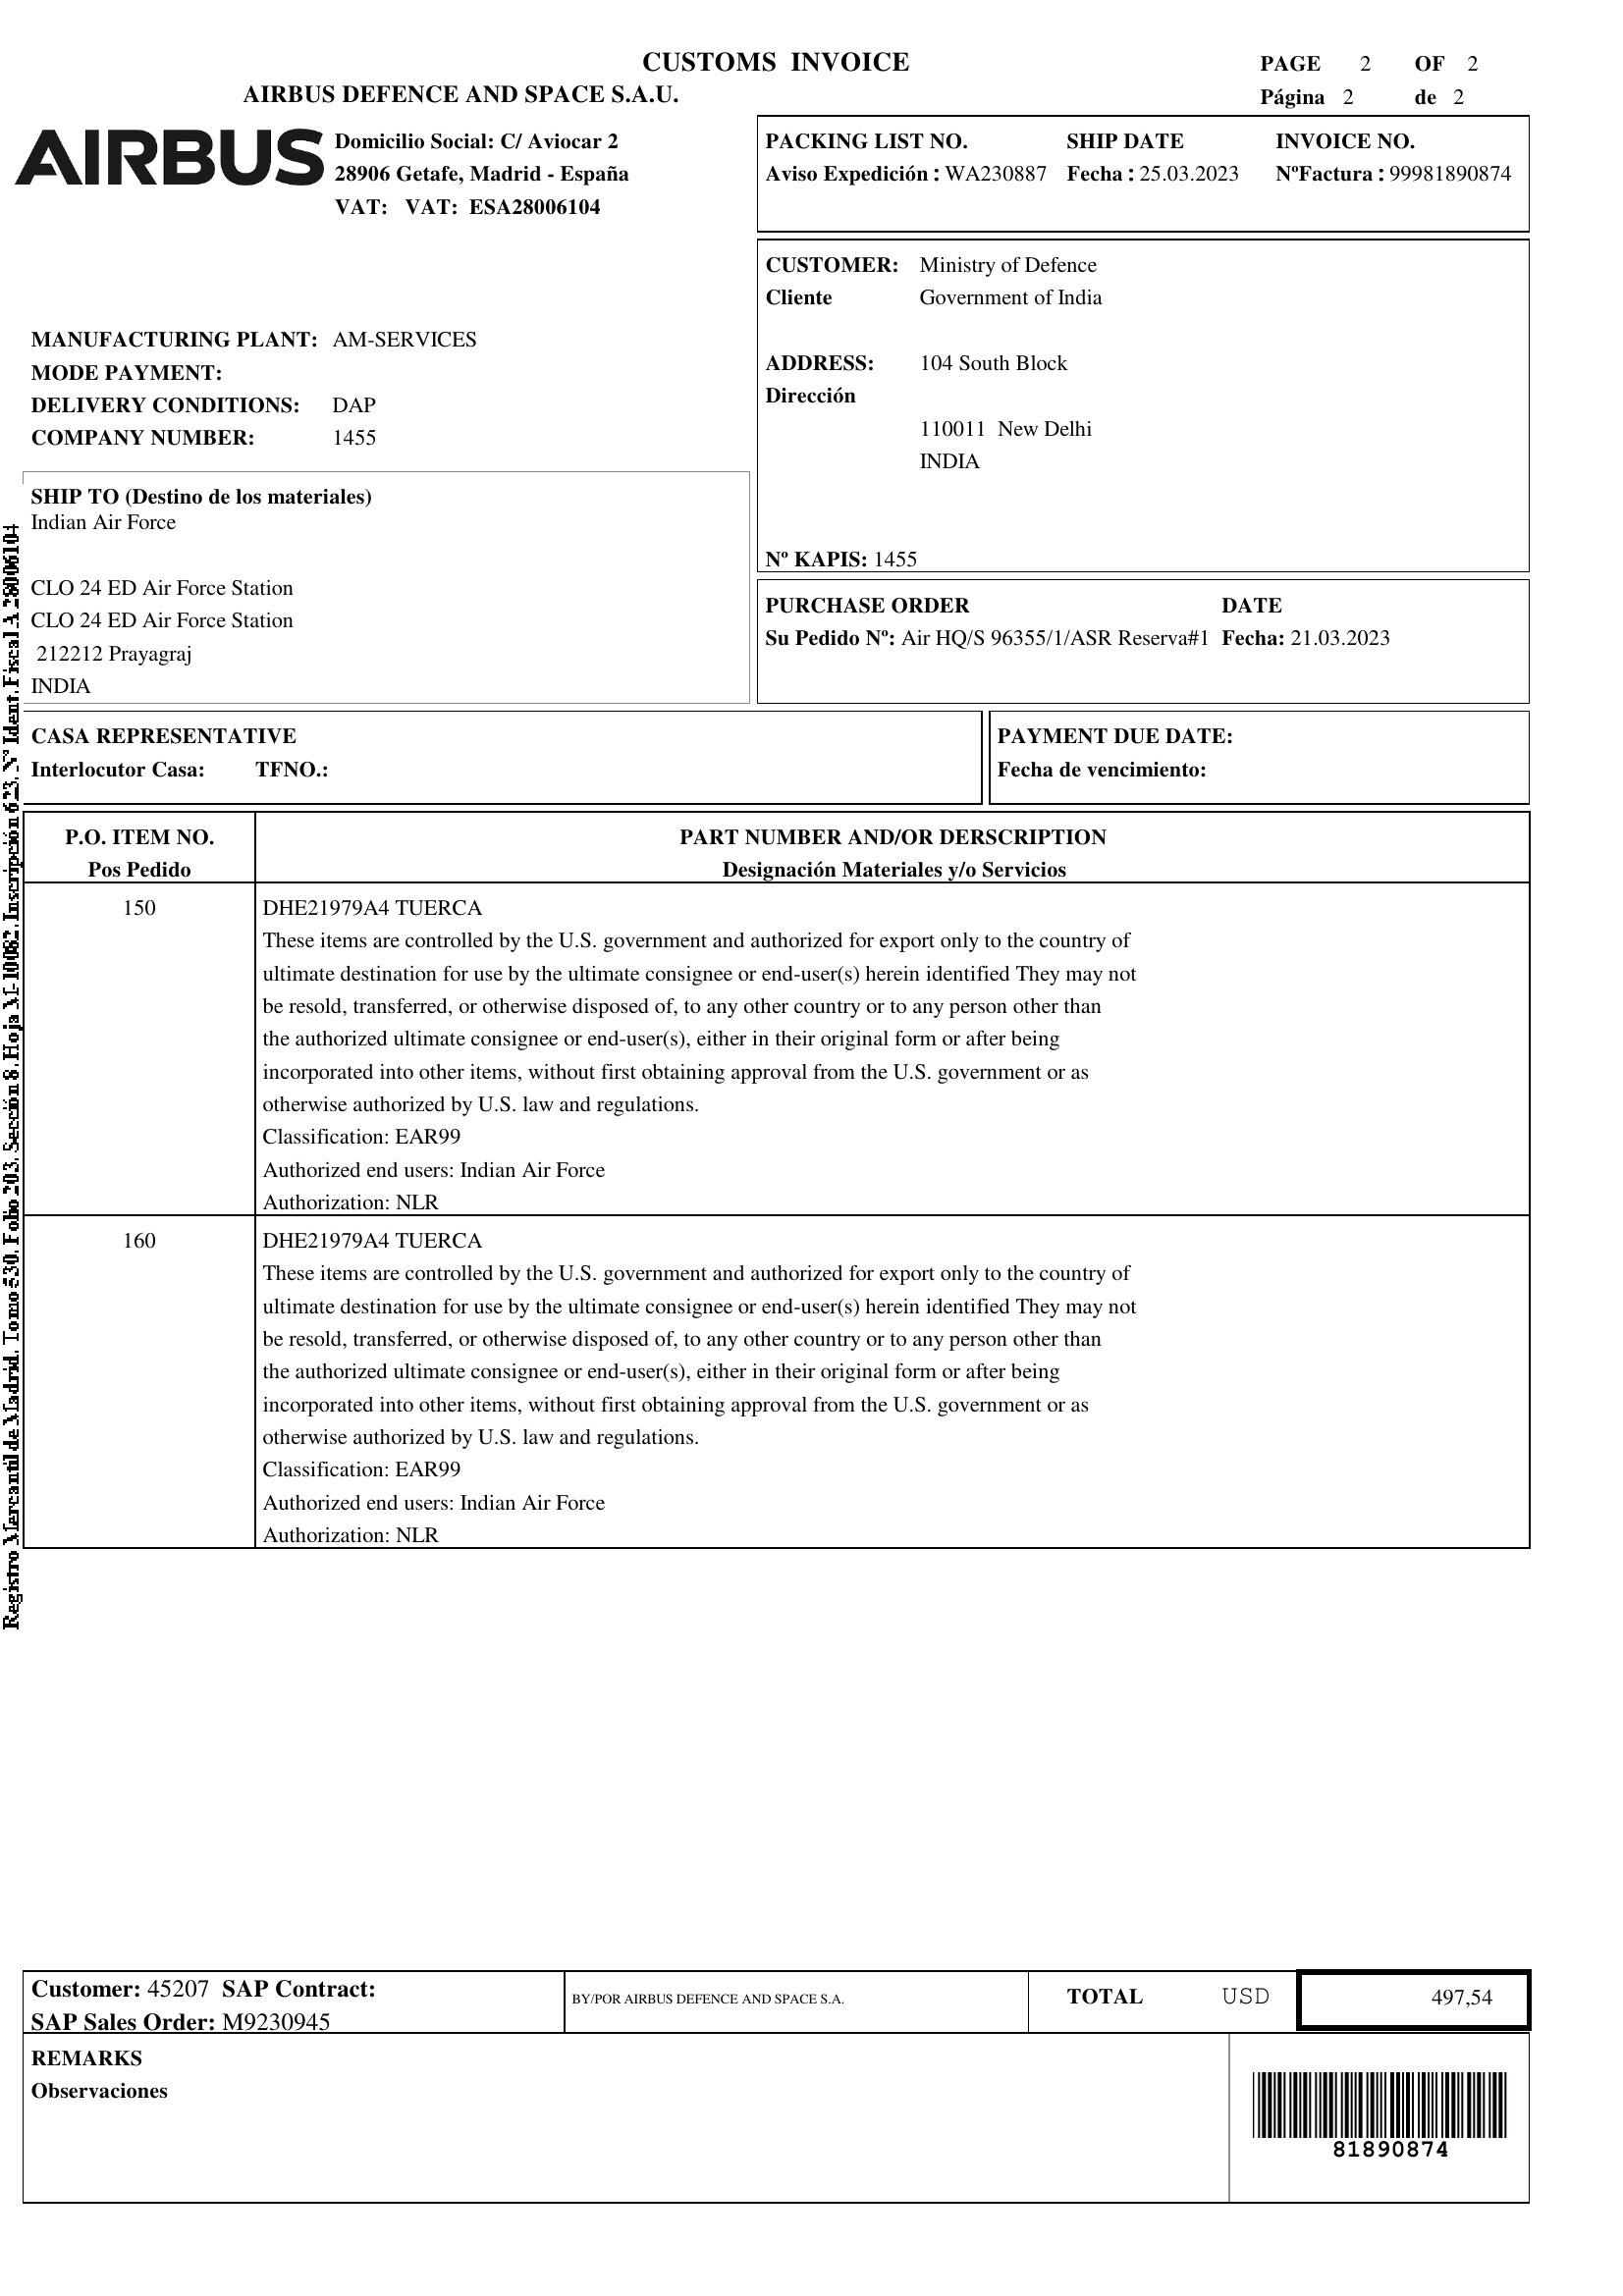 CUSTOMS INVOICE
PAGE 2 OF 2
AIRBUS DEFENCE AND SPACE S.A.U.
Página 2 de 2
AIRBUS
Domicilio Social: C/ Aviocar 2
28906 Getafe, Madrid - España
VAT: VAT: ESA28006104
PACKING LIST NO. SHIP DATE INVOICE NO.
Aviso Expedición : WA230887 Fecha : 25.03.2023 NºFactura : 99981890874
CUSTOMER: Ministry of Defence
Cliente Government of India
ADDRESS: 104 South Block
Dirección
110011 New Delhi
INDIA
Nº KAPIS: 1455
MANUFACTURING PLANT: AM-SERVICES
MODE PAYMENT:
DELIVERY CONDITIONS: DAP
COMPANY NUMBER: 1455
SHIP TO (Destino de los materiales)
Indian Air Force
CLO 24 ED Air Force Station
CLO 24 ED Air Force Station
212212 Prayagraj
INDIA
PURCHASE ORDER DATE
Su Pedido Nº: Air HQ/S 96355/1/ASR Reserva#1 Fecha: 21.03.2023
CASA REPRESENTATIVE
Interlocutor Casa: TFNO.:
PAYMENT DUE DATE:
Fecha de vencimiento:
P.O. ITEM NO. PART NUMBER AND/OR DERSCRIPTION
Pos Pedido Designación Materiales y/o Servicios
150 DHE21979A4 TUERCA
These items are controlled by the U.S. government and authorized for export only to the country of
ultimate destination for use by the ultimate consignee or end-user(s) herein identified They may not
be resold, transferred, or otherwise disposed of, to any other country or to any person other than
the authorized ultimate consignee or end-user(s), either in their original form or after being
incorporated into other items, without first obtaining approval from the U.S. government or as
otherwise authorized by U.S. law and regulations.
Classification: EAR99
Authorized end users: Indian Air Force
Authorization: NLR
160 DHE21979A4 TUERCA
These items are controlled by the U.S. government and authorized for export only to the country of
ultimate destination for use by the ultimate consignee or end-user(s) herein identified They may not
be resold, transferred, or otherwise disposed of, to any other country or to any person other than
the authorized ultimate consignee or end-user(s), either in their original form or after being
incorporated into other items, without first obtaining approval from the U.S. government or as
otherwise authorized by U.S. law and regulations.
Classification: EAR99
Authorized end users: Indian Air Force
Authorization: NLR
Registro Mercantil de Madrid, Tomo 530, Folio 203, Sección 8, Hoja M-10082, Inscripción 623, Nº Ident. Fiscal A 28006104
Customer: 45207 SAP Contract:
SAP Sales Order: M9230945
BY/POR AIRBUS DEFENCE AND SPACE S.A.
TOTAL USD 497,54
REMARKS
Observaciones
81890874